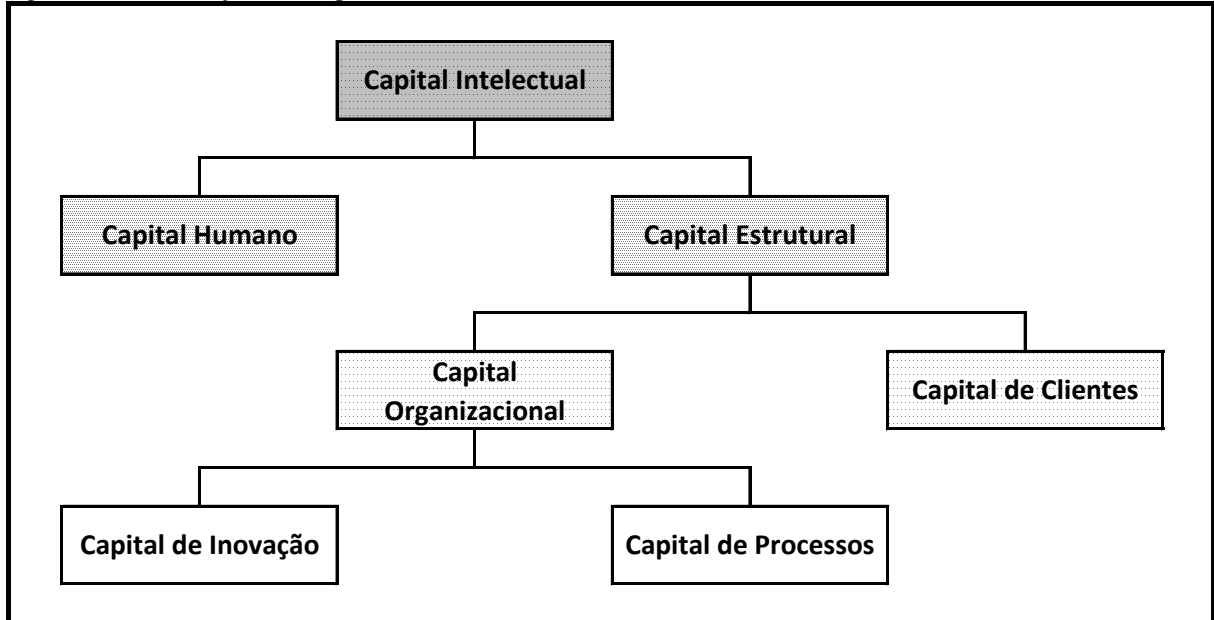 Capital Intelectual
Capital Humano
Capital Estrutural
Capital
Organizacional
Capital de Clientes
Capital de Inovação
Capital de Processos